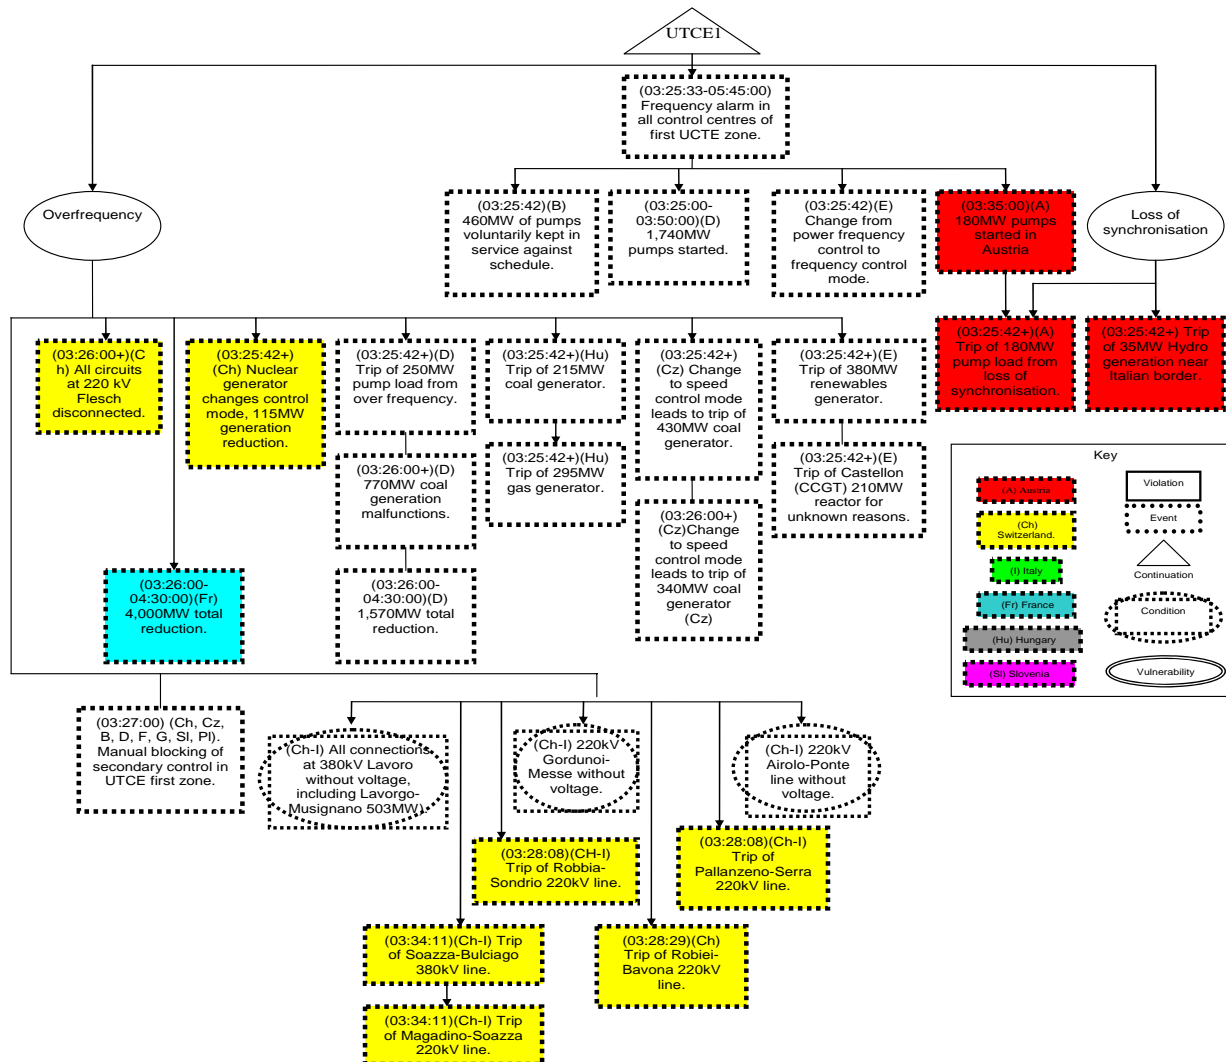 UTCE1
(03:25:33-05:45:00)
Frequency alarm in
all control centres of
first UCTE zone.
Overfrequency
(03:25:42)(B)
460MW of pumps
voluntarily kept in
service against
schedule.
(03:25:00-
03:50:00)(D)
1,740MW
pumps started.
(03:25:42)(E)
Change from
power frequency
control to
frequency control
mode.
(03:35:00)(A)
180MW pumps
started in
Austria
Loss of
synchronisation
(03:26:00+)(C
h) All circuits
at 220 kV
Flesch
disconnected.
(03:25:42+)
(Ch) Nuclear
generator
changes control
mode, 115MW
generation
reduction.
(03:25:42+)(D)
Trip of 250MW
pump load from
over frequency.
(03:25:42+)(Hu)
Trip of 215MW
coal generator.
(03:25:42+)
(Cz) Change
to speed
control mode
leads to trip of
430MW coal
generator.
(03:25:42+)(E)
Trip of 380MW
renewables
generator.
(03:25:42+)(A)
Trip of 180MW
pump load from
loss of
synchronisation.
(03:25:42+) Trip
of 35MW Hydro
generation near
Italian border.
(03:26:00+)(D)
770MW coal
generation
malfunctions.
(03:25:42+)(Hu)
Trip of 295MW
gas generator.
(03:25:42+)(E)
Trip of Castellon
(CCGT) 210MW
reactor for
unknown reasons.
(03:26:00+)
(Cz)Change
to speed
control mode
leads to trip of
340MW coal
generator
(Cz)
(03:26:00-
04:30:00)(Fr)
4,000MW total
reduction.
(03:26:00-
04:30:00)(D)
1,570MW total
reduction.
Key
(A) Austria
Violation
(Ch)
Switzerland.
Event
(I) Italy
Continuation
(Fr) France
Condition
(Hu) Hungary
(Sl) Slovenia
Vulnerability
(03:27:00) (Ch, Cz,
B, D, F, G, Sl, Pl).
Manual blocking of
secondary control in
UTCE first zone.
(Ch-I) All connections
at 380kV Lavoro
without voltage,
including Lavorgo-
Musignano 503MW)
(Ch-I) 220kV
Gordunoi-
Messe without
voltage.
(Ch-I) 220kV
Airolo-Ponte
line without
voltage.
(03:28:08)(CH-I)
Trip of Robbia-
Sondrio 220kV line.
(03:28:08)(Ch-I)
Trip of
Pallanzeno-Serra
220kV line.
(03:34:11)(Ch-I) Trip
of Soazza-Bulciago
380kV line.
(03:28:29)(Ch)
Trip of Robiei-
Bavona 220kV
line.
(03:34:11)(Ch-I) Trip
of Magadino-Soazza
220kV line.